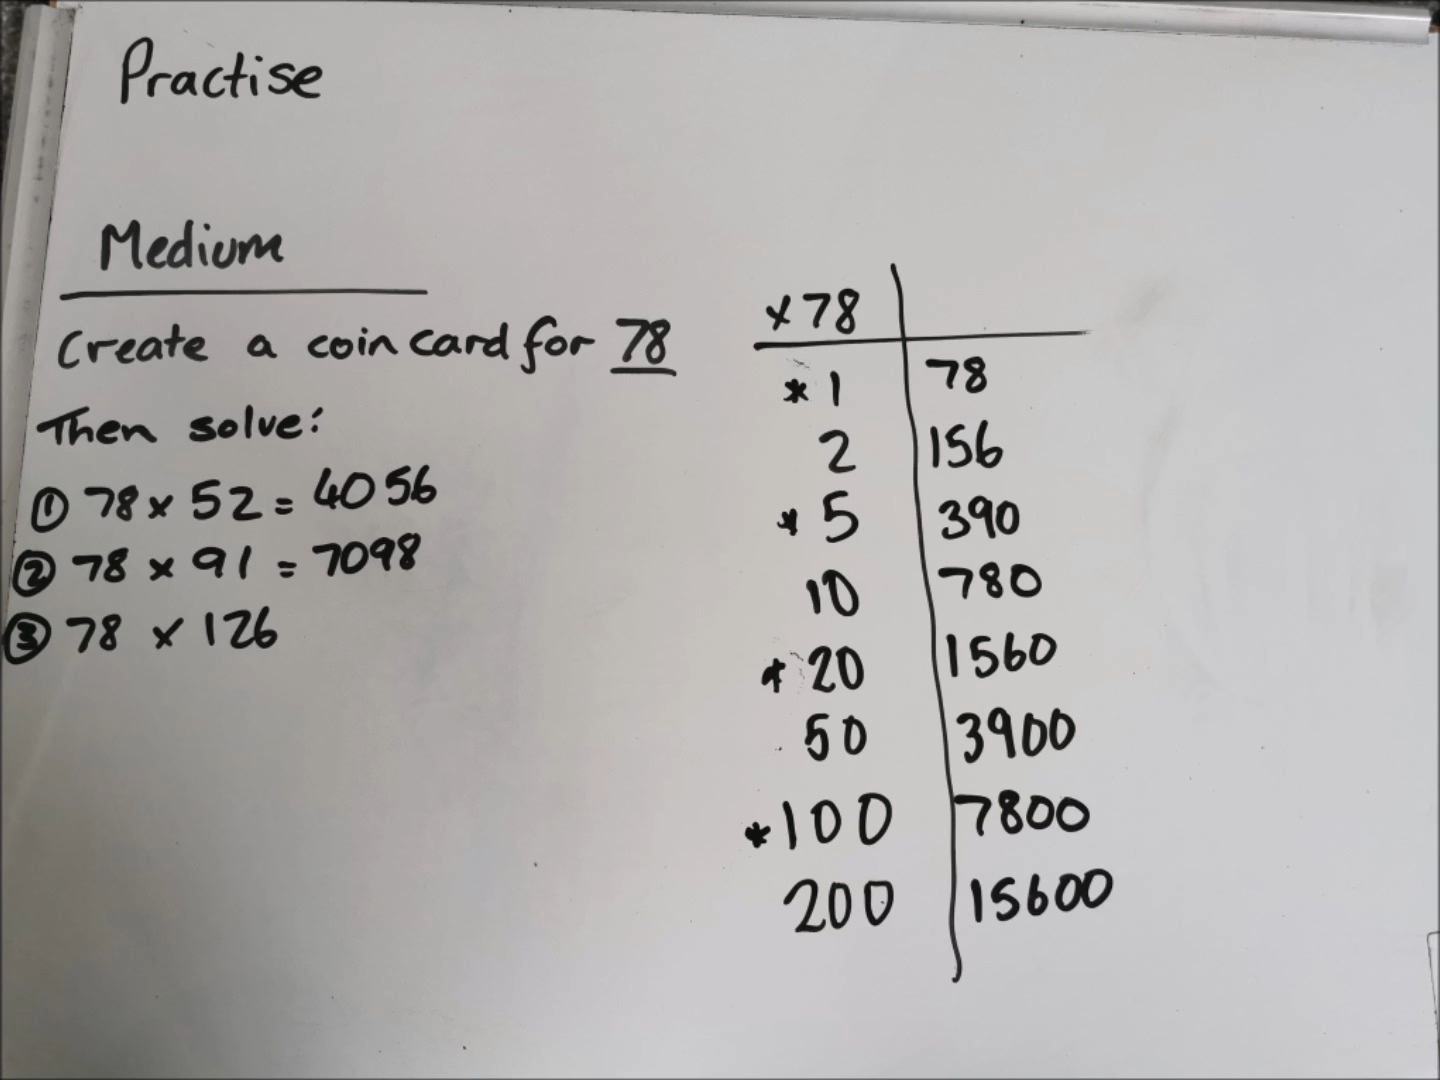 Practise
Medium
Create a coin card for 78
Then solve:
① 78 × 52 = 4056
② 78 × 91 = 7098
③ 78 × 126
×78
* 1 78
2 156
* 5 390
10 780
* 20 1560
50 3900
* 100 7800
200 15600